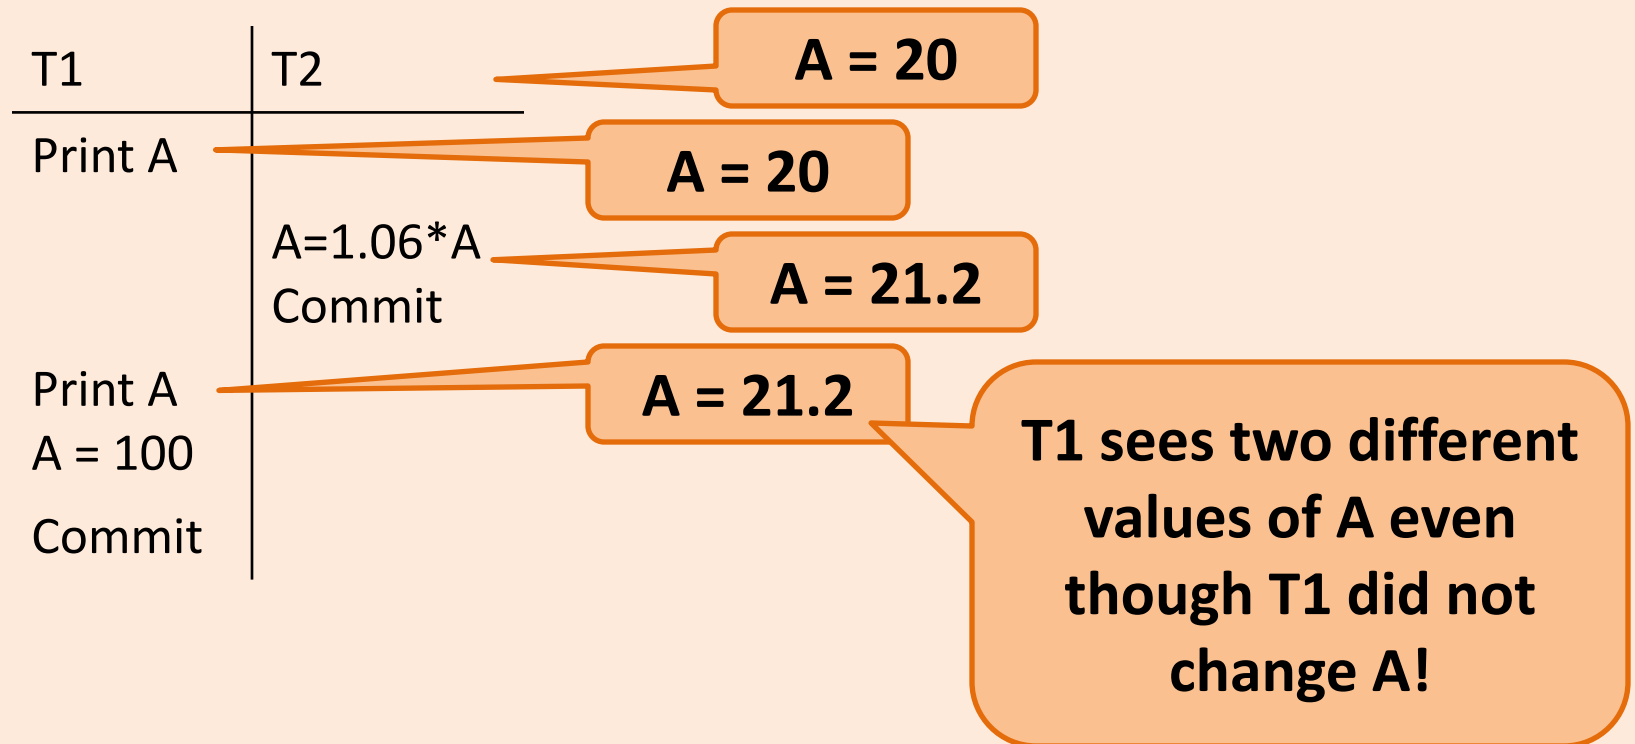 T1
T2
A = 20
Print A
A = 20
A=1.06*A
A = 21.2
Commit
Print A
A = 21.2
A = 100
Commit
T1 sees two different
values of A even
though T1 did not
change A!